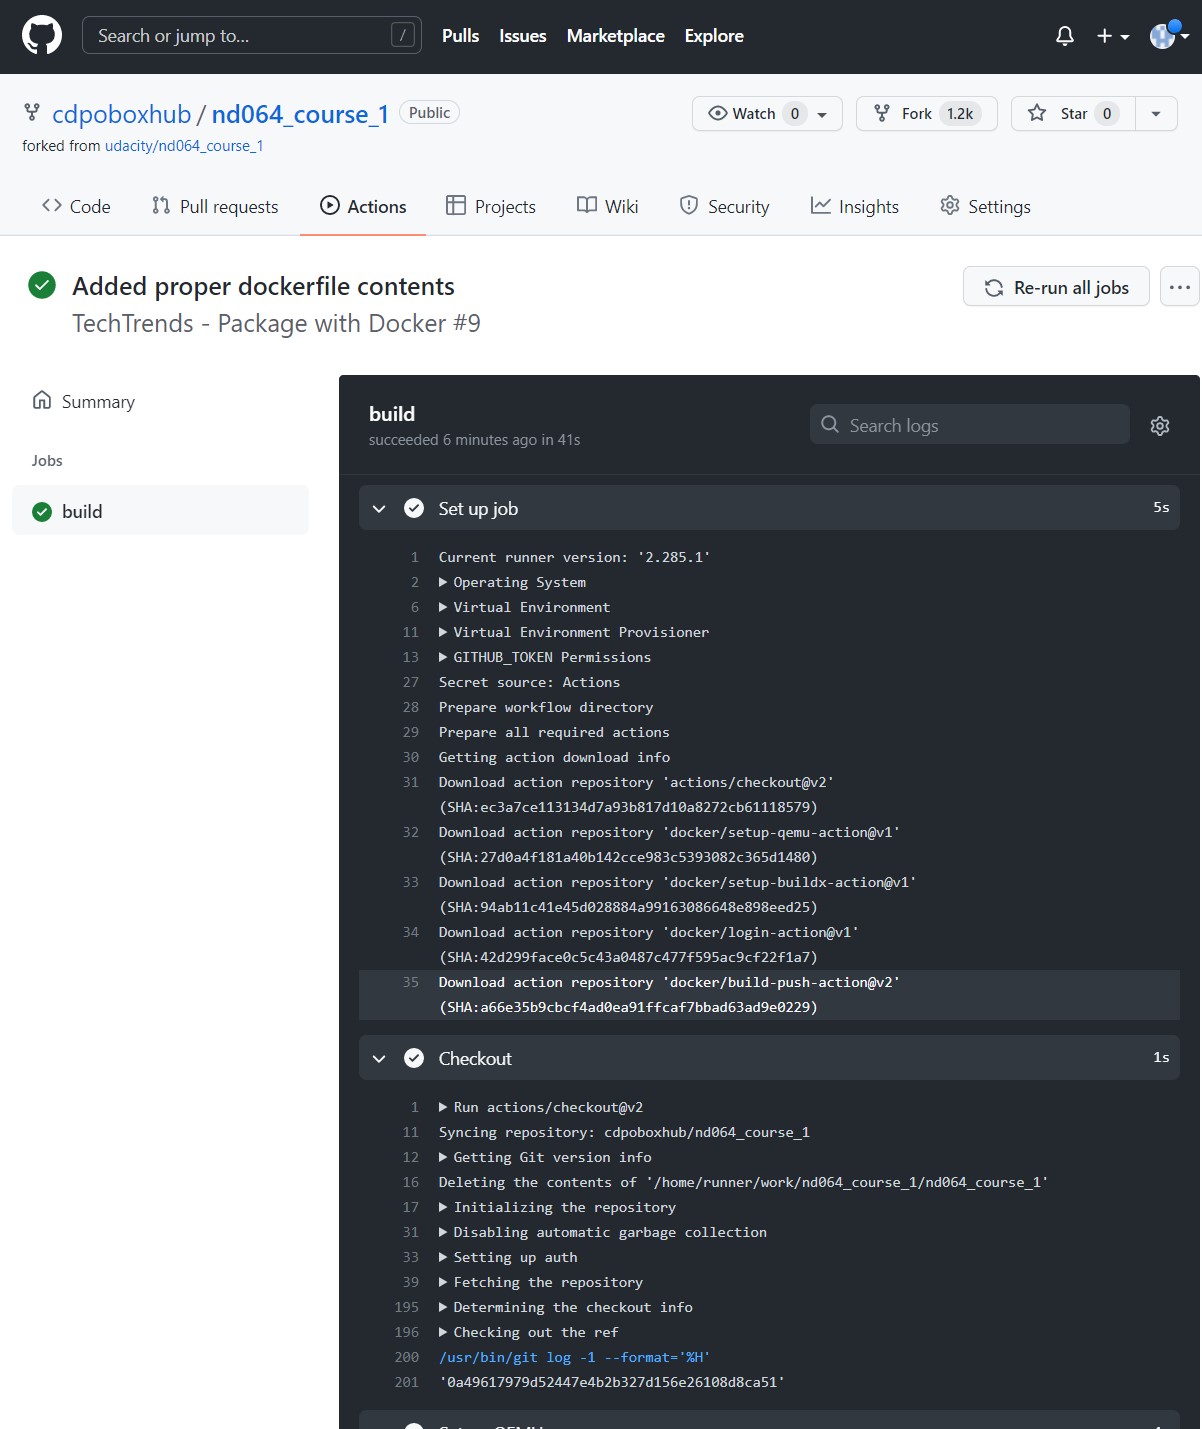 Search or jump to...
/
Pulls
Issues
Marketplace
Explore
cdpoboxhub / nd064_course_1
Public
Watch 0
Fork 1.2k
Star 0
forked from udacity/nd064_course_1
Code
Pull requests
Actions
Projects
Wiki
Security
Insights
Settings
Added proper dockerfile contents
TechTrends - Package with Docker #9
Re-run all jobs
Summary
Jobs
build
build
succeeded 6 minutes ago in 41s
Search logs
Set up job
5s
1 Current runner version: '2.285.1'
2 Operating System
6 Virtual Environment
11 Virtual Environment Provisioner
13 GITHUB_TOKEN Permissions
27 Secret source: Actions
28 Prepare workflow directory
29 Prepare all required actions
30 Getting action download info
31 Download action repository 'actions/checkout@v2'
(SHA:ec3a7ce113134d7a93b817d10a8272cb61118579)
32 Download action repository 'docker/setup-qemu-action@v1'
(SHA:27d0a4f181a40b142cce983c5393082c365d1480)
33 Download action repository 'docker/setup-buildx-action@v1'
(SHA:94ab11c41e45d028884a99163086648e898eed25)
34 Download action repository 'docker/login-action@v1'
(SHA:42d299face0c5c43a0487c477f595ac9cf22f1a7)
35 Download action repository 'docker/build-push-action@v2'
(SHA:a66e35b9cbcf4ad0ea91ffcaf7bbad63ad9e0229)
Checkout
1s
1 Run actions/checkout@v2
11 Syncing repository: cdpoboxhub/nd064_course_1
12 Getting Git version info
16 Deleting the contents of '/home/runner/work/nd064_course_1/nd064_course_1'
17 Initializing the repository
31 Disabling automatic garbage collection
33 Setting up auth
39 Fetching the repository
195 Determining the checkout info
196 Checking out the ref
200 /usr/bin/git log -1 --format='%H'
201 '0a49617979d52447e4b2b327d156e26108d8ca51'